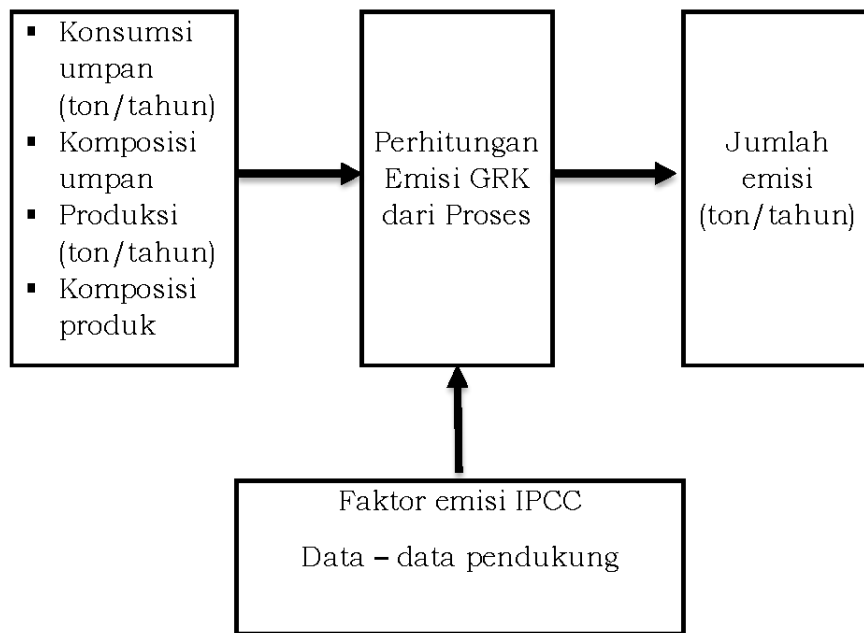 ▪ Konsumsi
umpan
(ton/tahun)
▪ Komposisi
umpan
▪ Produksi
(ton/tahun)
▪ Komposisi
produk
Perhitungan
Emisi GRK
dari Proses
Jumlah
emisi
(ton/tahun)
Faktor emisi IPCC
Data – data pendukung